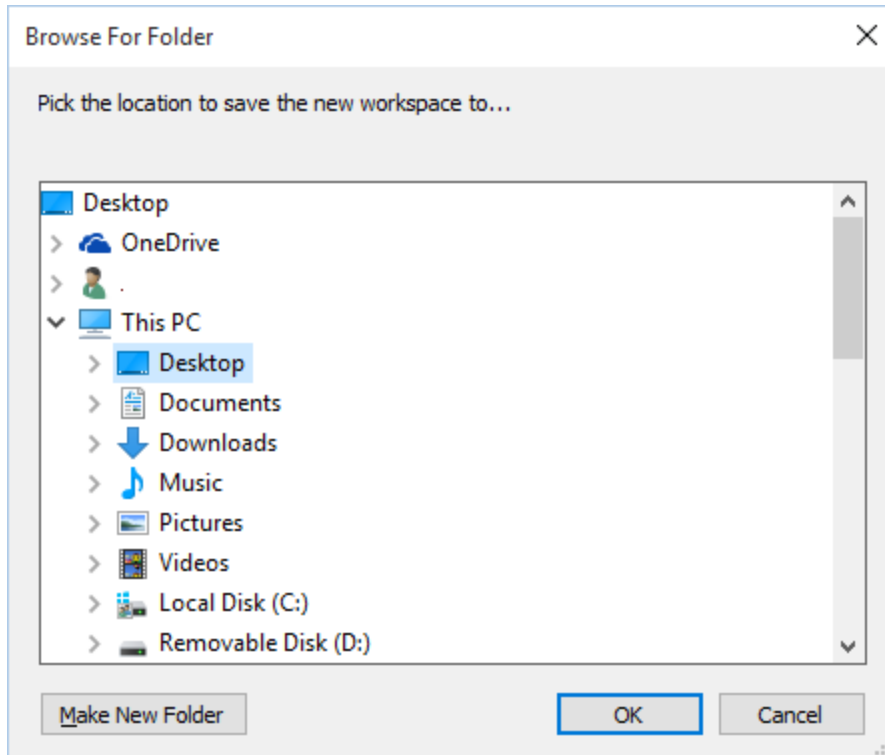 Browse For Folder
Pick the location to save the new workspace to...
Desktop
OneDrive
.
This PC
Desktop
Documents
Downloads
Music
Pictures
Videos
Local Disk (C:)
Removable Disk (D:)
Make New Folder OK Cancel